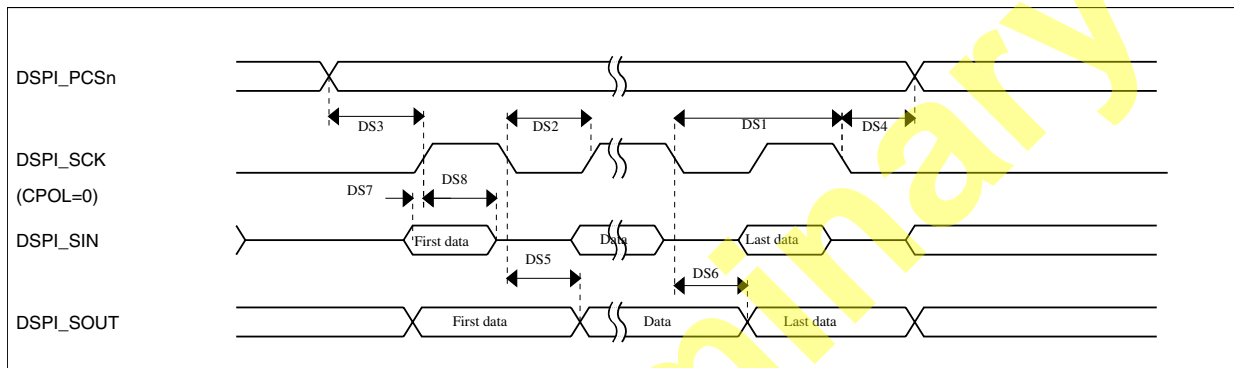 DSPI_PCSn
DS3
DS2
DS1
DS4
DSPI_SCK
(CPOL=0)
DS7
DS8
DSPI_SIN
First data
Data
Last data
DS5
DS6
DSPI_SOUT
First data
Data
Last data
minary